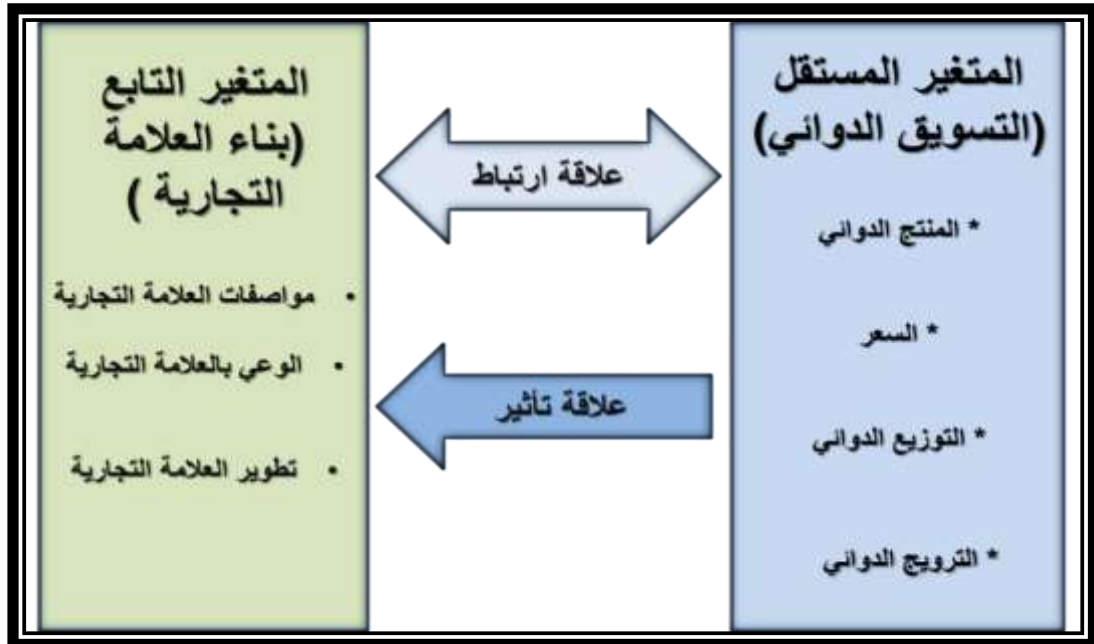 المتغير المستقل
(التسويق الدوائي)
* المنتج الدوائي
* السعر
* التوزيع الدوائي
* الترويج الدوائي
علاقة ارتباط
علاقة تأثير
المتغير التابع
(بناء العلامة
التجارية )
• مواصفات العلامة التجارية
• الوعي بالعلامة التجارية
• تطوير العلامة التجارية